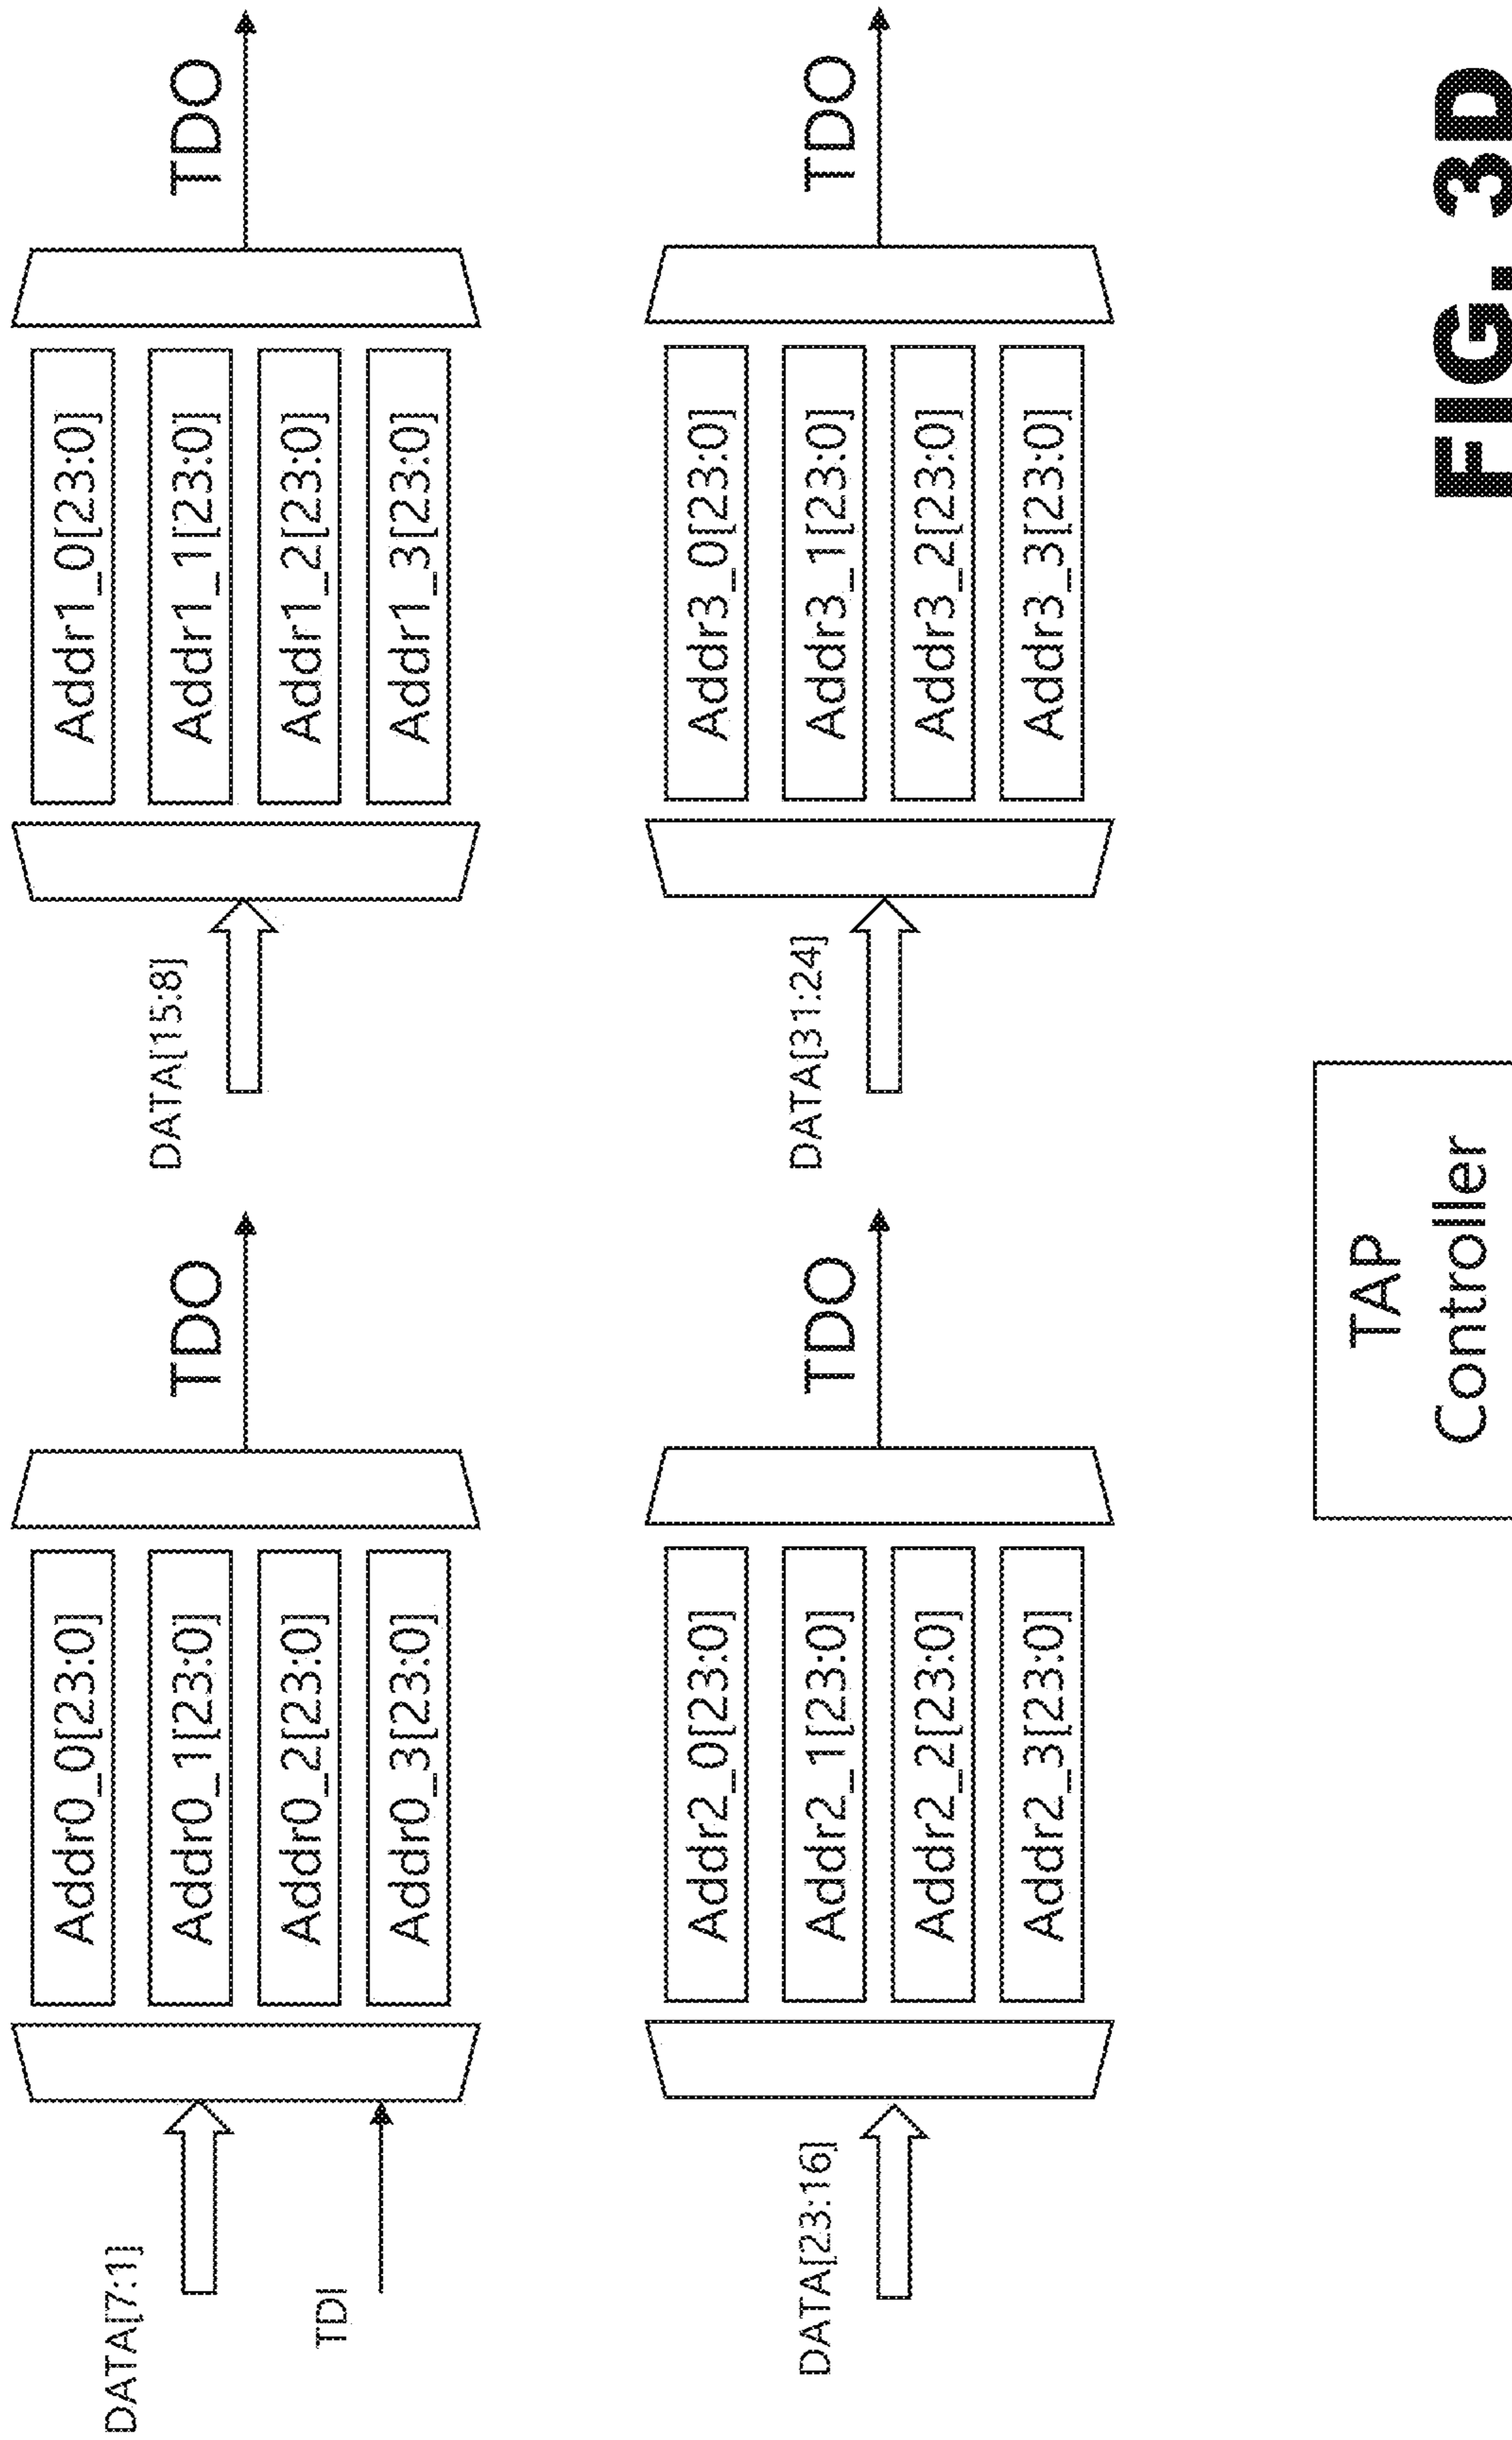 DATA[7:1]
TDI
Addr0_0[23:0]
Addr0_1[23:0]
Addr0_2[23:0]
Addr0_3[23:0]
TDO
DATA[15:8]
Addr1_0[23:0]
Addr1_1[23:0]
Addr1_2[23:0]
Addr1_3[23:0]
TDO
DATA[23:16]
Addr2_0[23:0]
Addr2_1[23:0]
Addr2_2[23:0]
Addr2_3[23:0]
TDO
DATA[31:24]
Addr3_0[23:0]
Addr3_1[23:0]
Addr3_2[23:0]
Addr3_3[23:0]
TDO
TAP
Controller
FIG. 3D